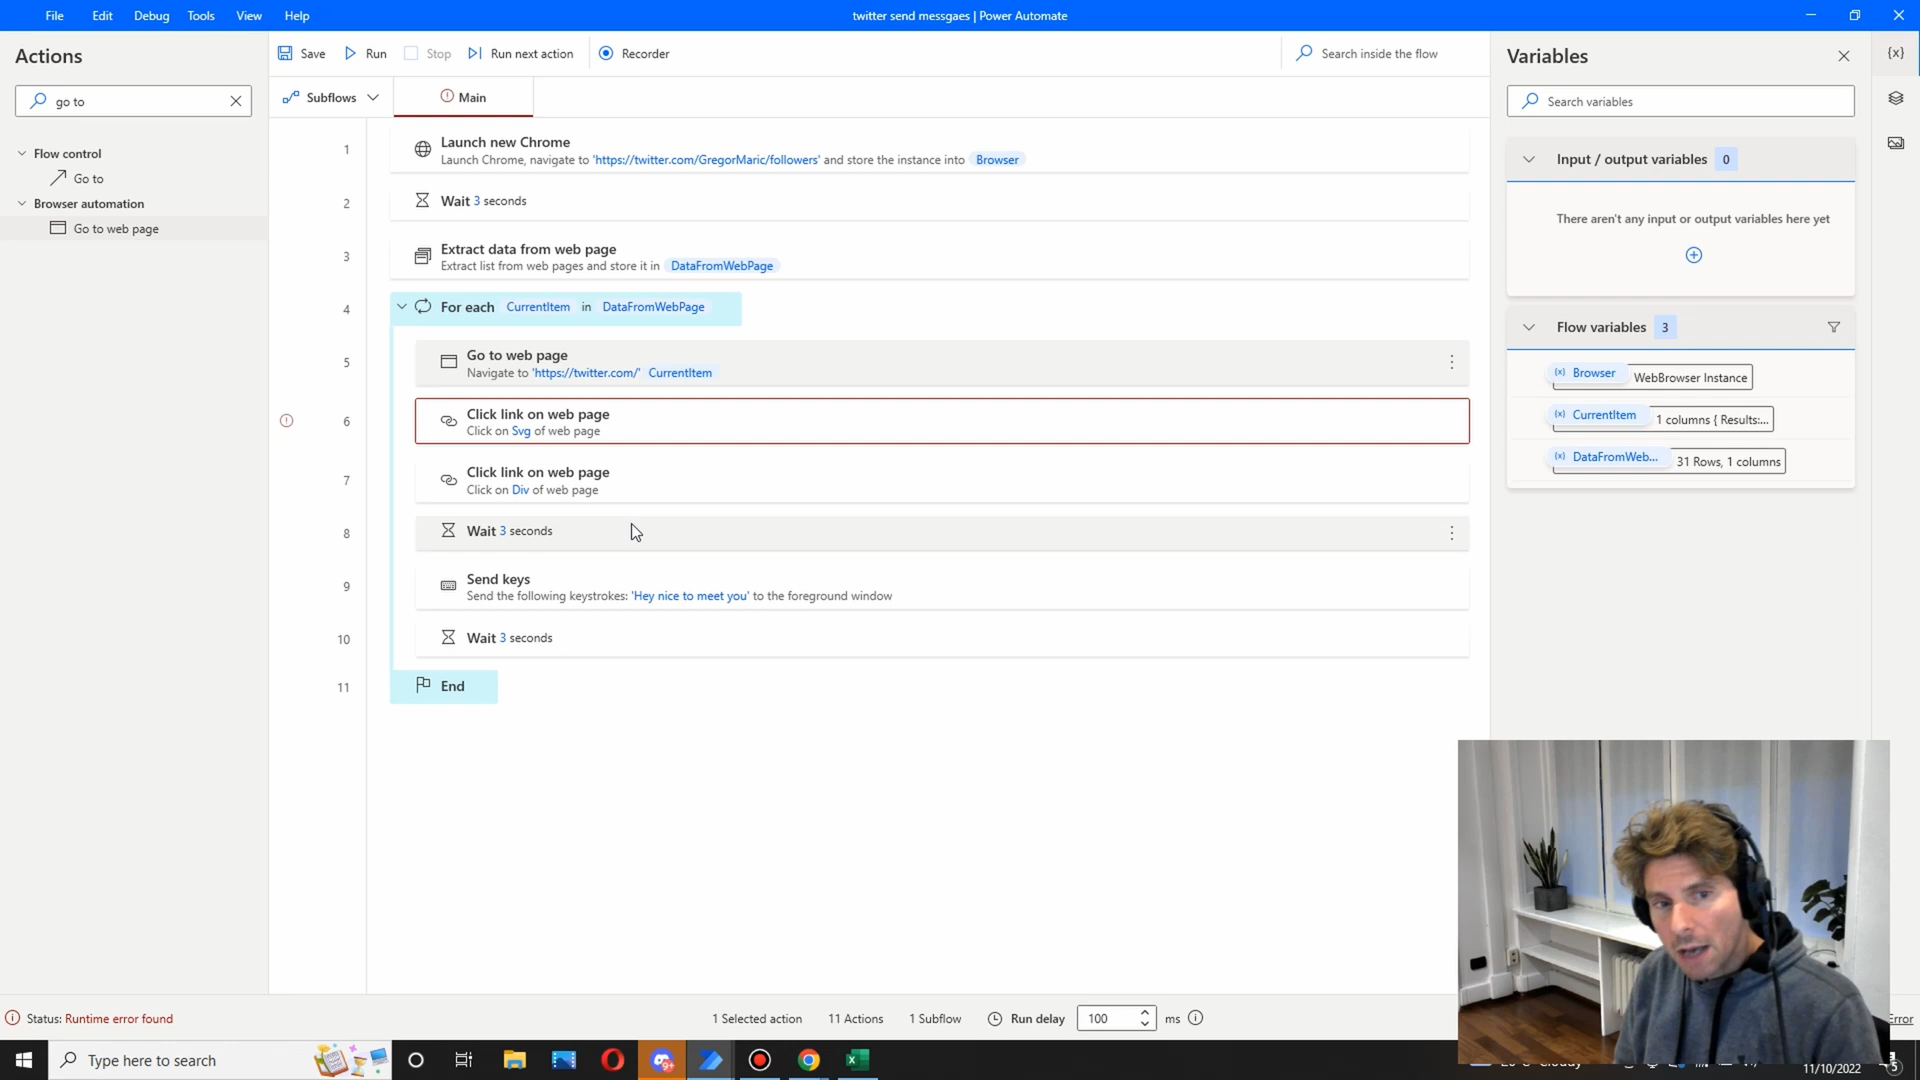 File Edit Debug Tools View Help
twitter send messgaes | Power Automate
Actions
go to
Flow control
Go to
Browser automation
Go to web page
Save Run Stop Run next action Recorder
Search inside the flow
Subflows
Main
1
Launch new Chrome
Launch Chrome, navigate to 'https://twitter.com/GregorMaric/followers' and store the instance into Browser
2
Wait 3 seconds
3
Extract data from web page
Extract list from web pages and store it in DataFromWebPage
4
For each CurrentItem in DataFromWebPage
5
Go to web page
Navigate to 'https://twitter.com/' CurrentItem
6
Click link on web page
Click on Svg of web page
7
Click link on web page
Click on Div of web page
8
Wait 3 seconds
9
Send keys
Send the following keystrokes: 'Hey nice to meet you' to the foreground window
10
Wait 3 seconds
11
End
Variables
{x}
Search variables
Input / output variables 0
There aren't any input or output variables here yet
Flow variables 3
(x) Browser WebBrowser Instance
(x) CurrentItem 1 columns { Results:...
(x) DataFromWeb... 31 Rows, 1 columns
Status: Runtime error found
1 Selected action 11 Actions 1 Subflow Run delay 100 ms
Error
Type here to search
9+
11/10/2022
5